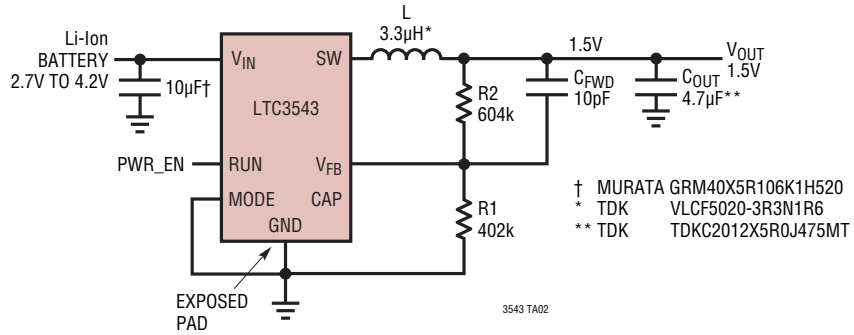 Li-Ion
BATTERY
2.7V TO 4.2V
10µF†
VIN
SW
LTC3543
RUN
VFB
MODE
CAP
GND
PWR_EN
EXPOSED
PAD
L
3.3µH*
1.5V
VOUT
1.5V
R2
604k
CFWD
10pF
COUT
4.7µF**
R1
402k
† MURATA GRM40X5R106K1H520
* TDK VLCF5020-3R3N1R6
** TDK TDKC2012X5R0J475MT
3543 TA02